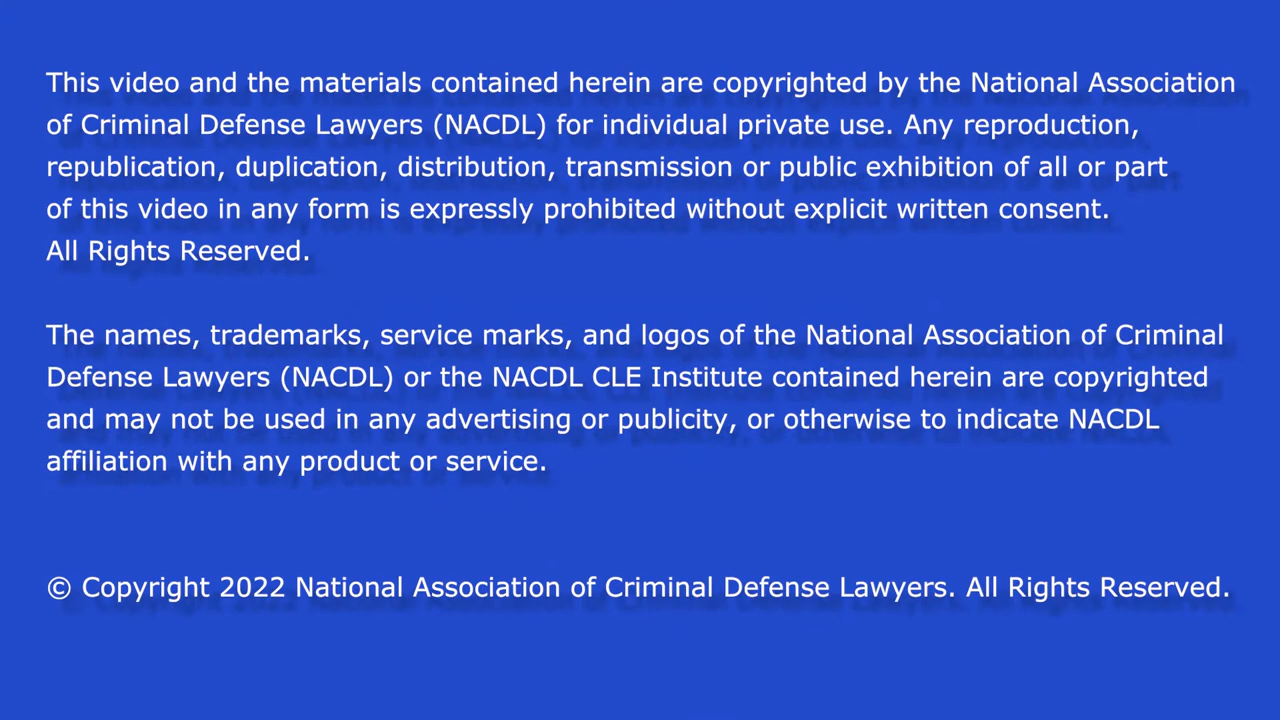 This video and the materials contained herein are copyrighted by the National Association
of Criminal Defense Lawyers (NACDL) for individual private use. Any reproduction,
republication, duplication, distribution, transmission or public exhibition of all or part
of this video in any form is expressly prohibited without explicit written consent.
All Rights Reserved.
The names, trademarks, service marks, and logos of the National Association of Criminal
Defense Lawyers (NACDL) or the NACDL CLE Institute contained herein are copyrighted
and may not be used in any advertising or publicity, or otherwise to indicate NACDL
affiliation with any product or service.
© Copyright 2022 National Association of Criminal Defense Lawyers. All Rights Reserved.